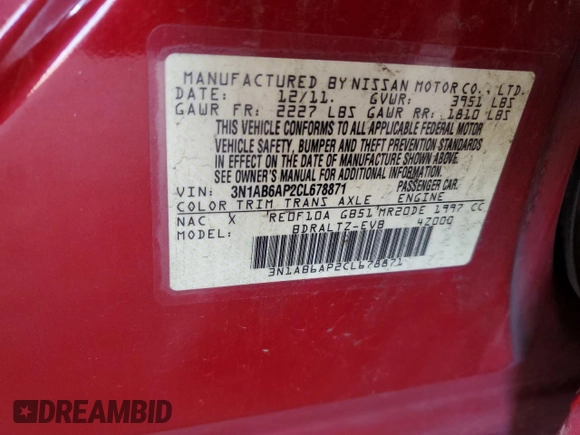 MANUFACTURED BY NISSAN MOTOR CO., LTD.
DATE: 12/11. GVWR: 3951 LBS
GAWR FR: 2227 LBS GAWR RR: 1810 LBS
THIS VEHICLE CONFORMS TO ALL APPLICABLE FEDERAL MOTOR
VEHICLE SAFETY, BUMPER AND THEFT PREVENTION STANDARDS
IN EFFECT ON THE DATE OF MANUFACTURE SHOWN ABOVE.
SEE OWNER'S MANUAL FOR ADDITIONAL INFORMATION.
VIN: 3N1AB6AP2CL678871 PASSENGER CAR.
COLOR TRIM TRANS AXLE ENGINE
NAC X RE0F10A GB51 MR20DE 1997 CC
MODEL: BDRALTZ-EVB 4Z000
3N1AB6AP2CL678871
DREAMBID